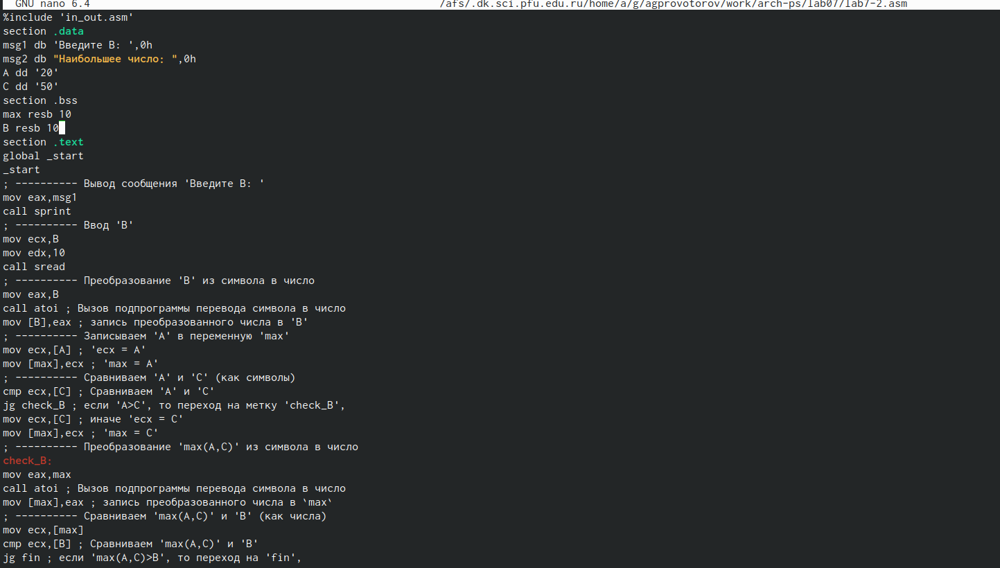 GNU nano 6.4 /afs/.dk.sci.pfu.edu.ru/home/a/g/agprovotorov/work/arch-ps/lab07/lab7-2.asm
%include 'in_out.asm'
section .data
msg1 db 'Введите B: ',0h
msg2 db "Наибольшее число: ",0h
A dd '20'
C dd '50'
section .bss
max resb 10
B resb 10
section .text
global _start
_start
; ---------- Вывод сообщения 'Введите B: '
mov eax,msg1
call sprint
; ---------- Ввод 'B'
mov ecx,B
mov edx,10
call sread
; ---------- Преобразование 'B' из символа в число
mov eax,B
call atoi ; Вызов подпрограммы перевода символа в число
mov [B],eax ; запись преобразованного числа в 'B'
; ---------- Записываем 'A' в переменную 'max'
mov ecx,[A] ; 'ecx = A'
mov [max],ecx ; 'max = A'
; ---------- Сравниваем 'A' и 'С' (как символы)
cmp ecx,[C] ; Сравниваем 'A' и 'С'
jg check_B ; если 'A>C', то переход на метку 'check_B',
mov ecx,[C] ; иначе 'ecx = C'
mov [max],ecx ; 'max = C'
; ---------- Преобразование 'max(A,C)' из символа в число
check_B:
mov eax,max
call atoi ; Вызов подпрограммы перевода символа в число
mov [max],eax ; запись преобразованного числа в `max`
; ---------- Сравниваем 'max(A,C)' и 'B' (как числа)
mov ecx,[max]
cmp ecx,[B] ; Сравниваем 'max(A,C)' и 'B'
jg fin ; если 'max(A,C)>B', то переход на 'fin',